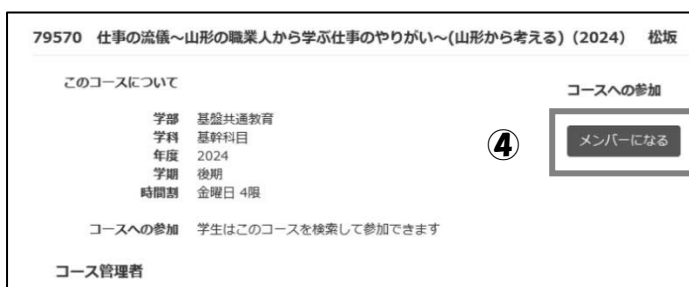 79570 仕事の流儀~山形の職業人から学ぶ仕事のやりがい~(山形から考える) (2024) 松坂
このコースについて
学部 基盤共通教育
学科 基幹科目
年度 2024
学期 後期
時間割 金曜日 4限
コースへの参加 学生はこのコースを検索して参加できます
コース管理者
コースへの参加
④
メンバーになる